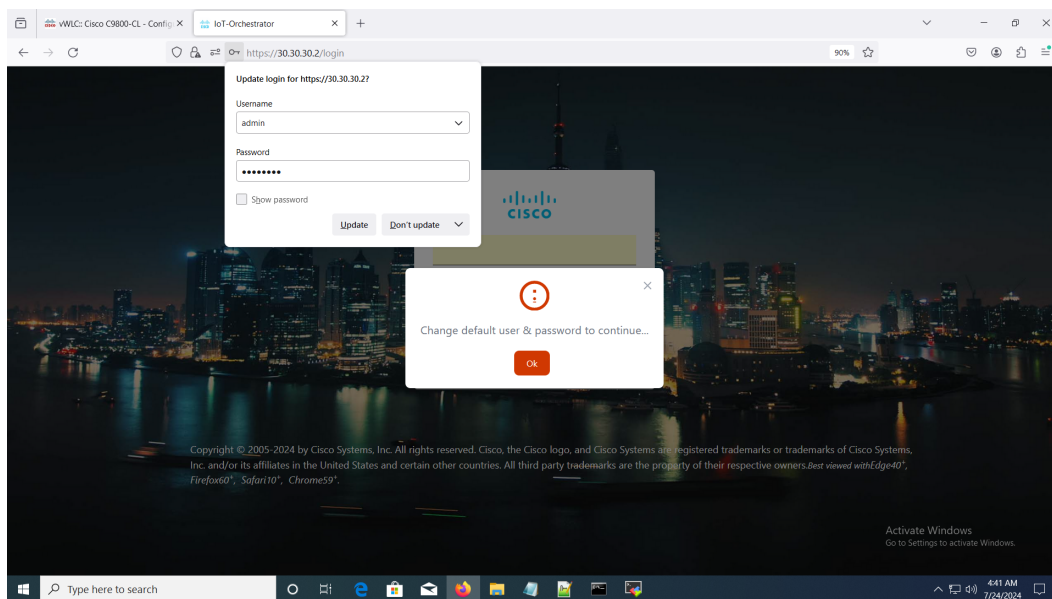 vWLC:: Cisco C9800-CL - Config
IoT-Orchestrator
https://30.30.30.2/login
90%
Update login for https://30.30.30.2?
Username
admin
Password
••••••••
Show password
Update
Don't update
CISCO
Change default user & password to continue...
Ok
Copyright © 2005-2024 by Cisco Systems, Inc. All rights reserved. Cisco, the Cisco logo, and Cisco Systems are registered trademarks or trademarks of Cisco Systems,
Inc. and/or its affiliates in the United States and certain other countries. All third party trademarks are the property of their respective owners.Best viewed withEdge40⁺,
Firefox60⁺, Safari10⁺, Chrome59⁺.
Activate Windows
Go to Settings to activate Windows.
Type here to search
4:41 AM
7/24/2024